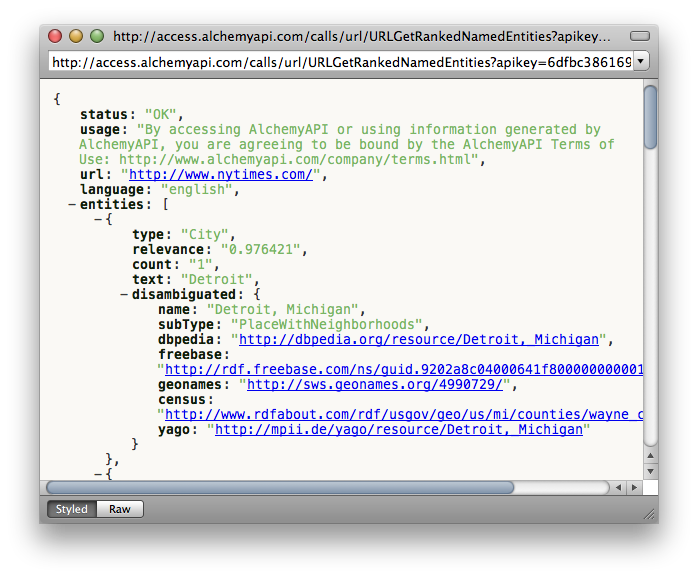 http://access.alchemyapi.com/calls/url/URLGetRankedNamedEntities?apikey...
http://access.alchemyapi.com/calls/url/URLGetRankedNamedEntities?apikey=6dfbc386169
{
status: "OK",
usage: "By accessing AlchemyAPI or using information generated by
AlchemyAPI, you are agreeing to be bound by the AlchemyAPI Terms of
Use: http://www.alchemyapi.com/company/terms.html",
url: "http://www.nytimes.com/",
language: "english",
− entities: [
− {
type: "City",
relevance: "0.976421",
count: "1",
text: "Detroit",
− disambiguated: {
name: "Detroit, Michigan",
subType: "PlaceWithNeighborhoods",
dbpedia: "http://dbpedia.org/resource/Detroit,_Michigan",
freebase:
"http://rdf.freebase.com/ns/guid.9202a8c04000641f800000000001
geonames: "http://sws.geonames.org/4990729/",
census:
"http://www.rdfabout.com/rdf/usgov/geo/us/mi/counties/wayne_c
yago: "http://mpii.de/yago/resource/Detroit,_Michigan"
}
},
− {
Styled Raw